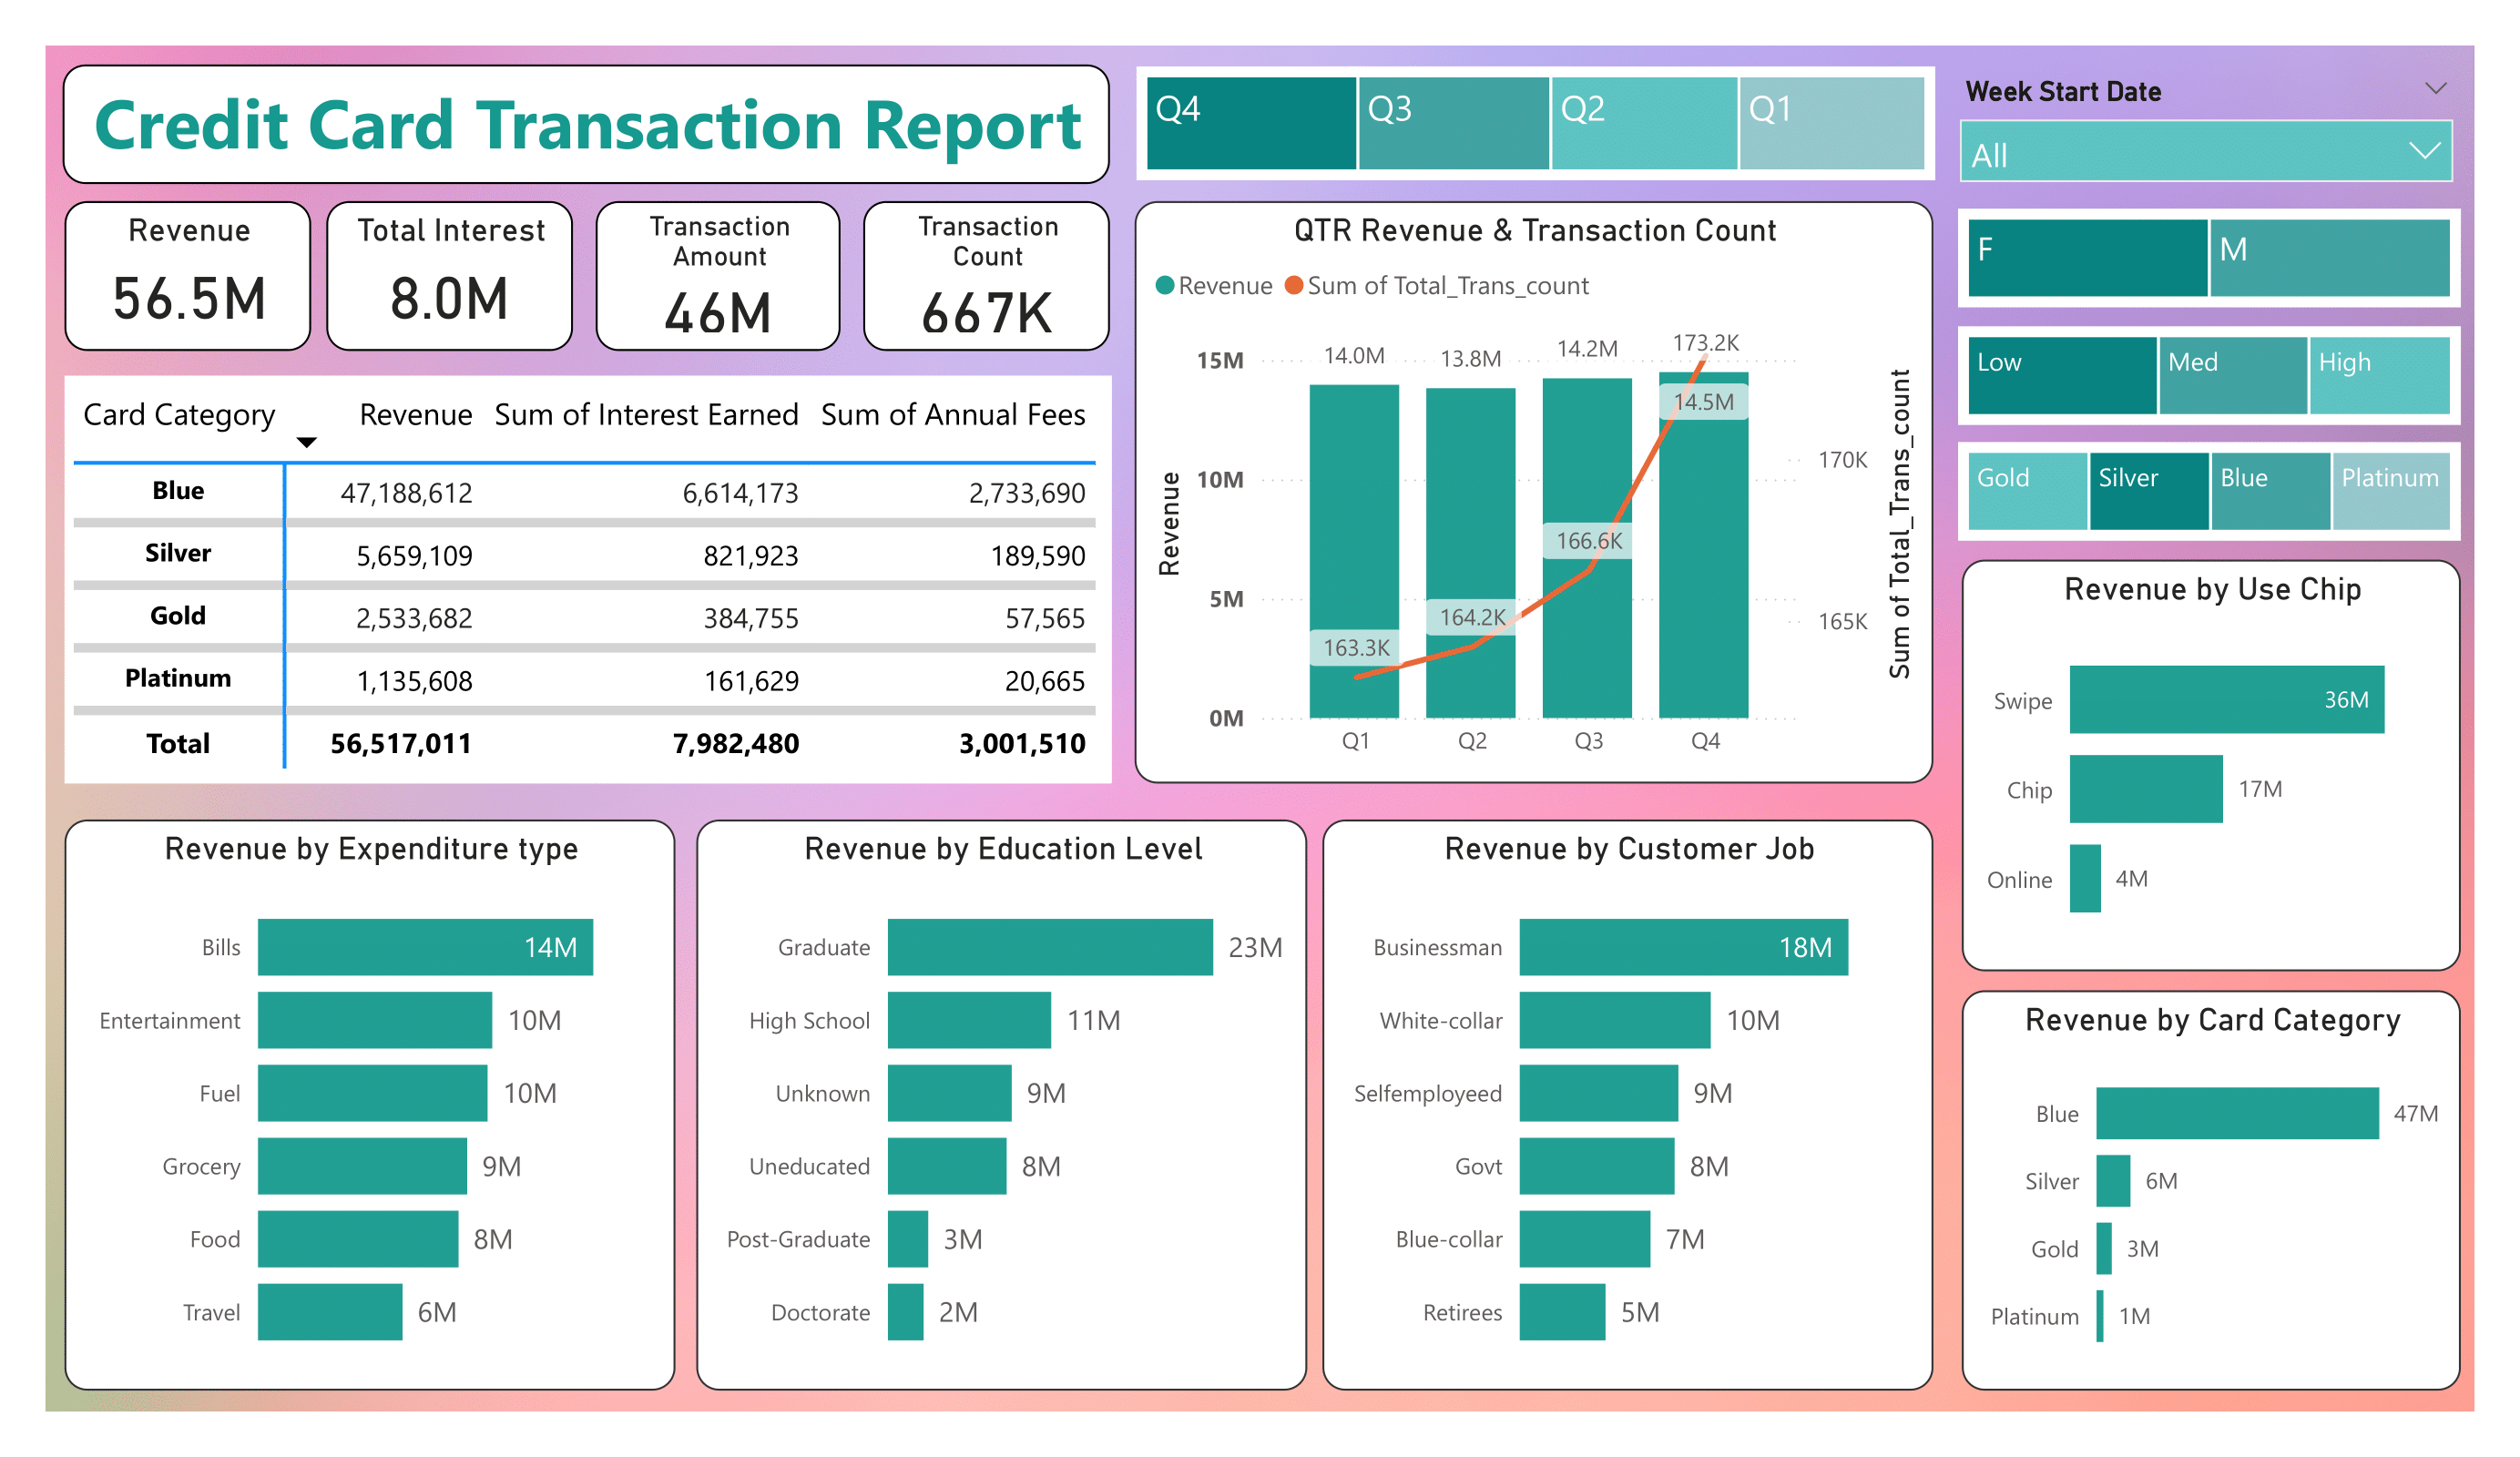 Credit Card Transaction Report
Q4 Q3 Q2 Q1
Week Start Date
All
F M
Low Med High
Gold Silver Blue Platinum
Revenue
56.5M
Total Interest
8.0M
Transaction
Amount
46M
Transaction
Count
667K
Card Category Revenue Sum of Interest Earned Sum of Annual Fees
Blue 47,188,612 6,614,173 2,733,690
Silver 5,659,109 821,923 189,590
Gold 2,533,682 384,755 57,565
Platinum 1,135,608 161,629 20,665
Total 56,517,011 7,982,480 3,001,510
QTR Revenue & Transaction Count
Revenue Sum of Total_Trans_count
15M
10M
5M
0M
Revenue
14.0M 13.8M 14.2M 173.2K
14.5M
166.6K
164.2K
163.3K
170K
165K
Sum of Total_Trans_count
Q1 Q2 Q3 Q4
Revenue by Use Chip
Swipe 36M
Chip 17M
Online 4M
Revenue by Expenditure type
Bills 14M
Entertainment 10M
Fuel 10M
Grocery 9M
Food 8M
Travel 6M
Revenue by Education Level
Graduate 23M
High School 11M
Unknown 9M
Uneducated 8M
Post-Graduate 3M
Doctorate 2M
Revenue by Customer Job
Businessman 18M
White-collar 10M
Selfemployeed 9M
Govt 8M
Blue-collar 7M
Retirees 5M
Revenue by Card Category
Blue 47M
Silver 6M
Gold 3M
Platinum 1M